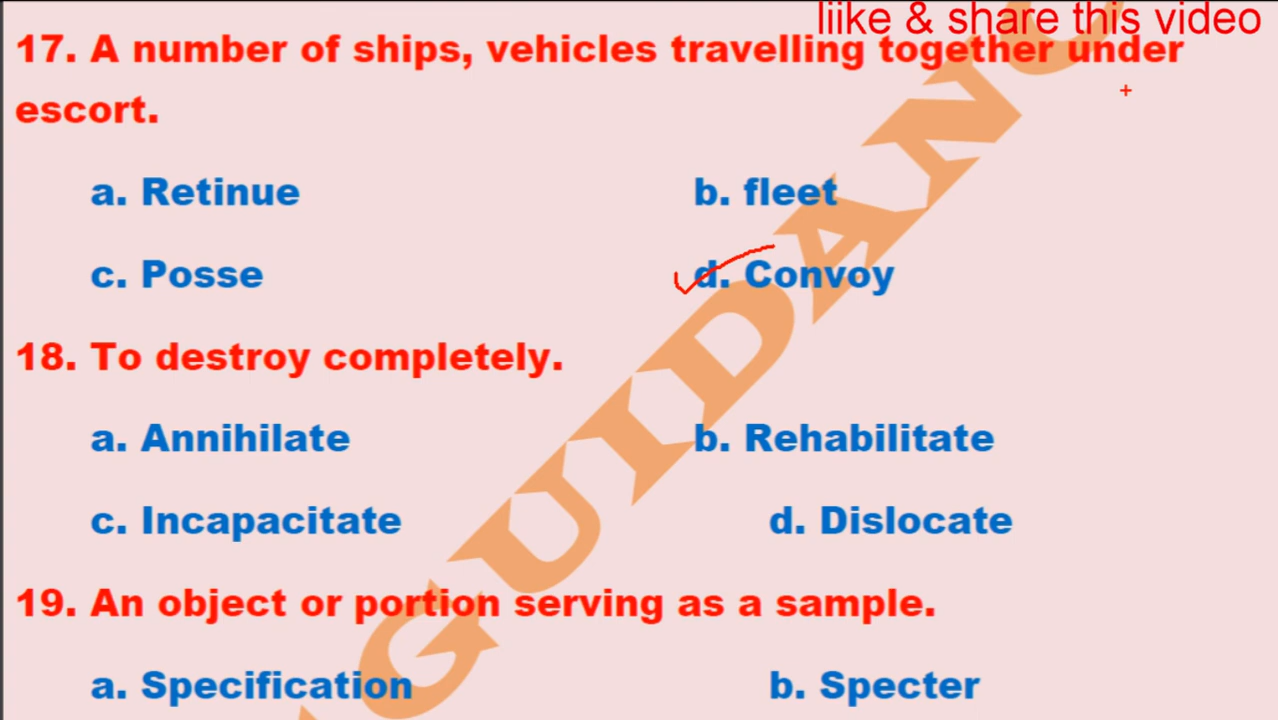 liike & share this video
17. A number of ships, vehicles travelling together under
escort.
a. Retinue b. fleet
c. Posse d. Convoy
18. To destroy completely.
a. Annihilate b. Rehabilitate
c. Incapacitate d. Dislocate
19. An object or portion serving as a sample.
a. Specification b. Specter
GUIDANC